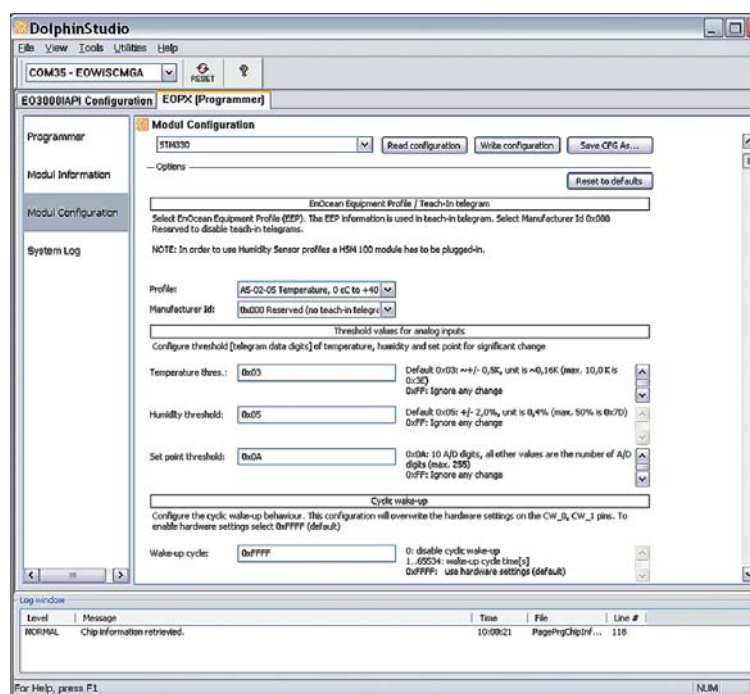 DolphinStudio
File View Tools Utilities Help
COM35 - EOWISCMGA
RESET
EO3000IAPI Configuration EOPX [Programmer]
Programmer
Modul Information
Modul Configuration
System Log
Modul Configuration
STM330 Read configuration Write configuration Save CFG As...
Options
Reset to defaults
EnOcean Equipment Profile / Teach-In telegram
Select EnOcean Equipment Profile (EEP). The EEP information is used in teach-in telegram. Select Manufacturer Id 0x000
Reserved to disable teach-in telegrams.
NOTE: In order to use Humidity Sensor profiles a HSM 100 module has to be plugged-in.
Profile: A5-02-05 Temperature, 0 εC to +40
Manufacturer Id: 0x000 Reserved (no teach-in telegra
Threshold values for analog inputs
Configure threshold [telegram data digits] of temperature, humidity and set point for significant change
Temperature thres.: 0x03 Default 0x03: ~+/- 0,5K, unit is ~0,16K (max. 10,0 K is
0x3E)
0xFF: Ignore any change
Humidity threshold: 0x05 Default 0x05: +/- 2,0%, unit is 0,4% (max. 50% is 0x7D)
0xFF: Ignore any change
Set point threshold: 0x0A 0x0A: 10 A/D digits, all other values are the number of A/D
digits (max. 255)
0xFF: Ignore any change
Cyclic wake-up
Configure the cyclic wake-up behaviour. This configuration will overwrite the hardware settings on the CW_0, CW_1 pins. To
enable hardware settings select 0xFFFF (default)
Wake-up cycle: 0xFFFF 0: disable cyclic wake-up
1..65534: wake-up cycle time[s]
0xFFFF: use hardware settings (default)
Log window
Level Message Time File Line #
NORMAL Chip information retrievied. 10:09:21 PagePrgChipInf... 118
For Help, press F1 NUM